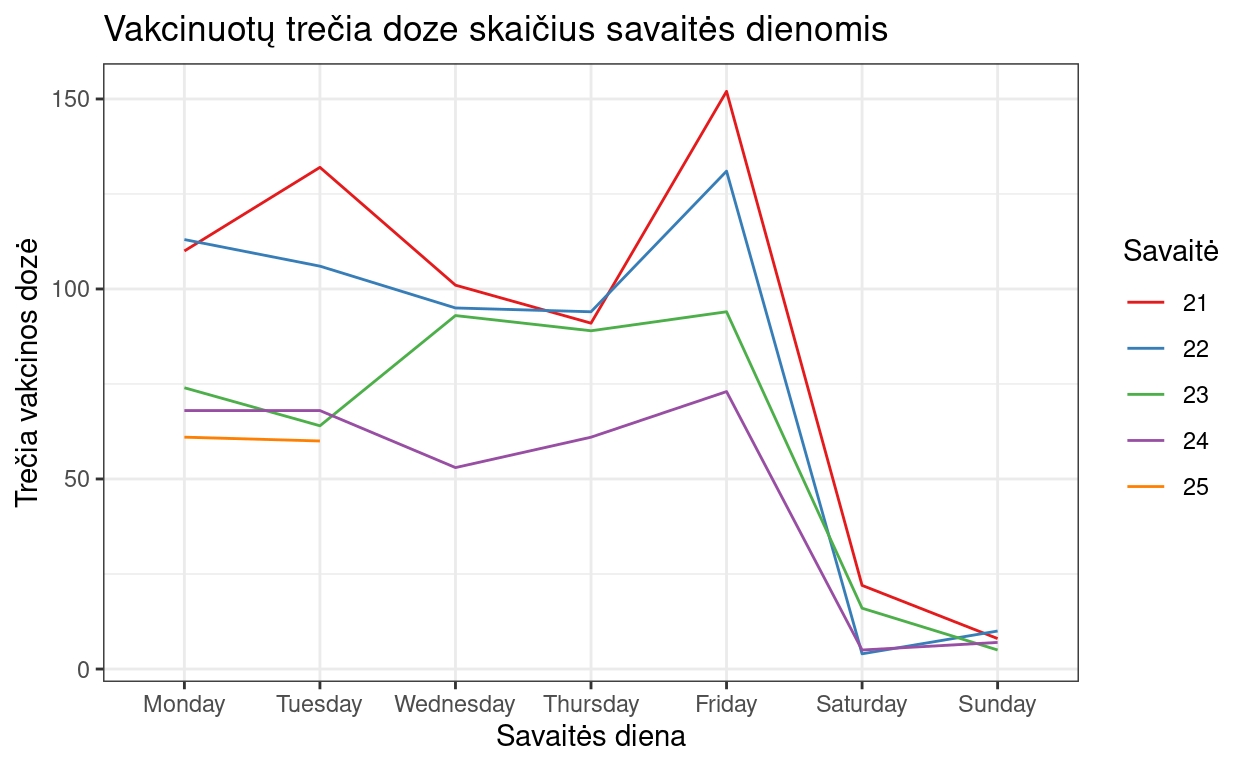 Vakcinuotų trečia doze skaičius savaitės dienomis
Trečia vakcinos dozė
150
100
50
0
Monday Tuesday Wednesday Thursday Friday Saturday Sunday
Savaitės diena
Savaitė
21
22
23
24
25